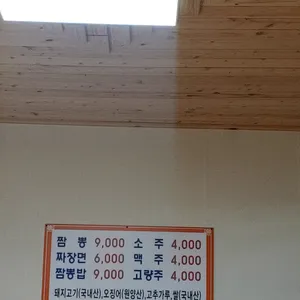 짬 뽕 9,000 소 주 4,000
짜장면 6,000 맥 주 4,000
짬뽕밥 9,000 고량주 4,000
돼지고기(국내산),오징어(원양산),고추가루,쌀(국내산)